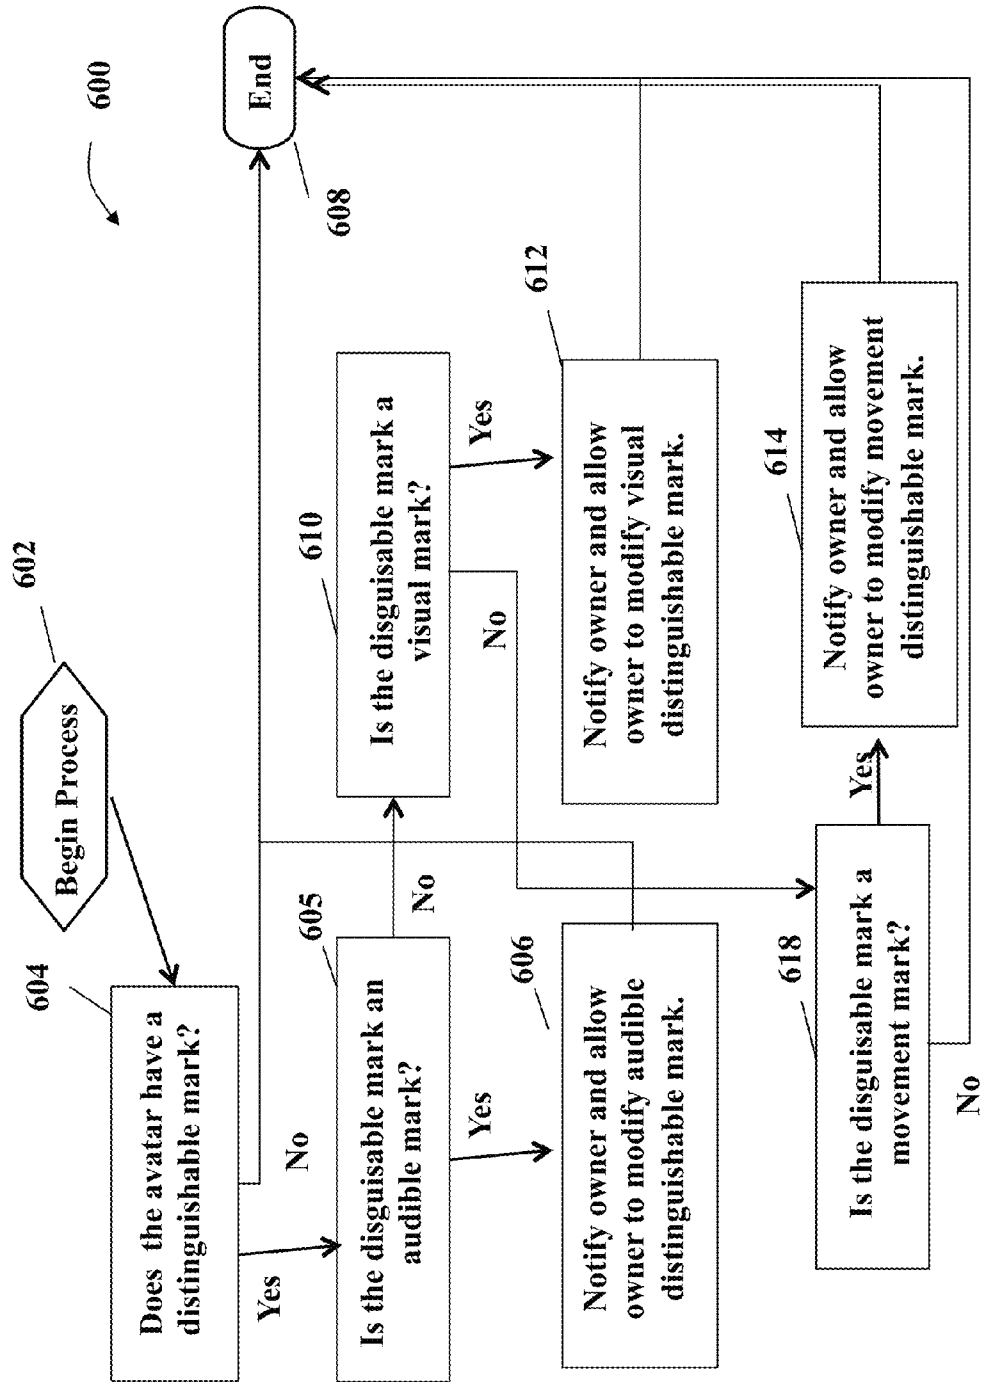 600
602
Begin Process
604
Does the avatar have a
distinguishable mark?
No
Yes
End
608
605
Is the disguisable mark an
audible mark?
No
Yes
610
Is the disguisable mark a
visual mark?
Yes
No
606
Notify owner and allow
owner to modify audible
distinguishable mark.
612
Notify owner and allow
owner to modify visual
distinguishable mark.
618
Is the disguisable mark a
movement mark?
Yes
No
614
Notify owner and allow
owner to modify movement
distinguishable mark.